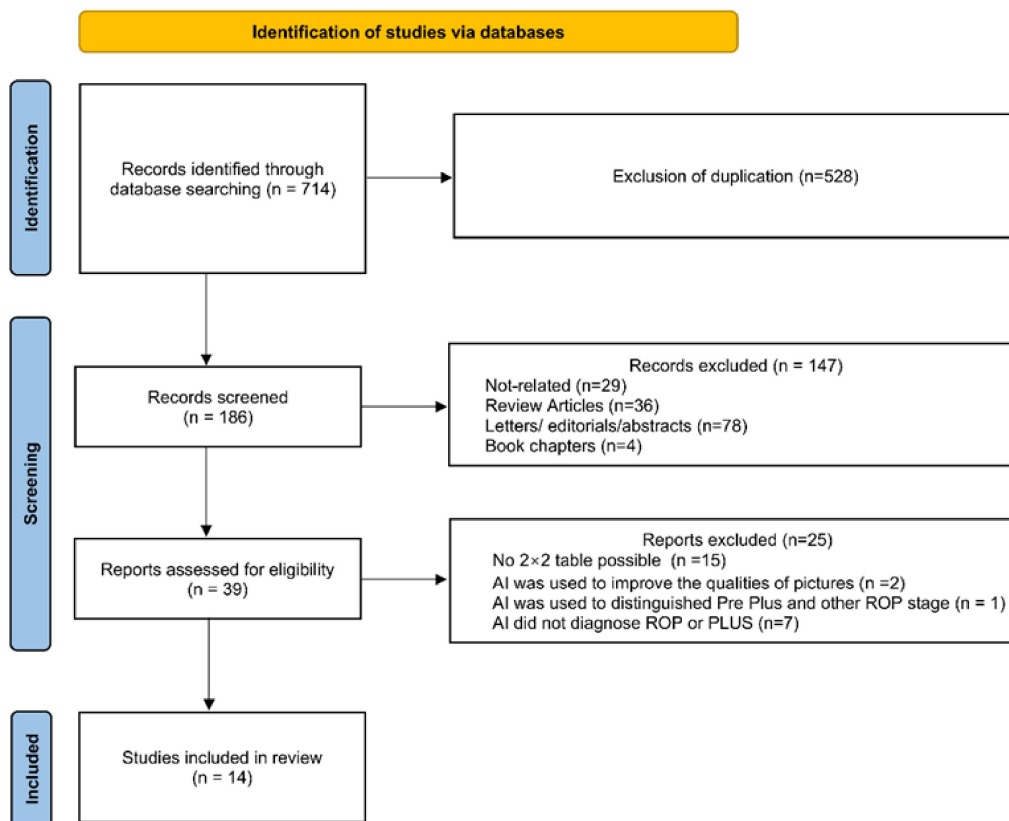 Identification of studies via databases
Identification
Records identified through
database searching (n = 714)
Exclusion of duplication (n=528)
Screening
Records screened
(n = 186)
Records excluded (n = 147)
Not-related (n=29)
Review Articles (n=36)
Letters/ editorials/abstracts (n=78)
Book chapters (n=4)
Reports assessed for eligibility
(n = 39)
Reports excluded (n=25)
No 2×2 table possible (n =15)
AI was used to improve the qualities of pictures (n =2)
AI was used to distinguished Pre Plus and other ROP stage (n = 1)
AI did not diagnose ROP or PLUS (n=7)
Included
Studies included in review
(n = 14)